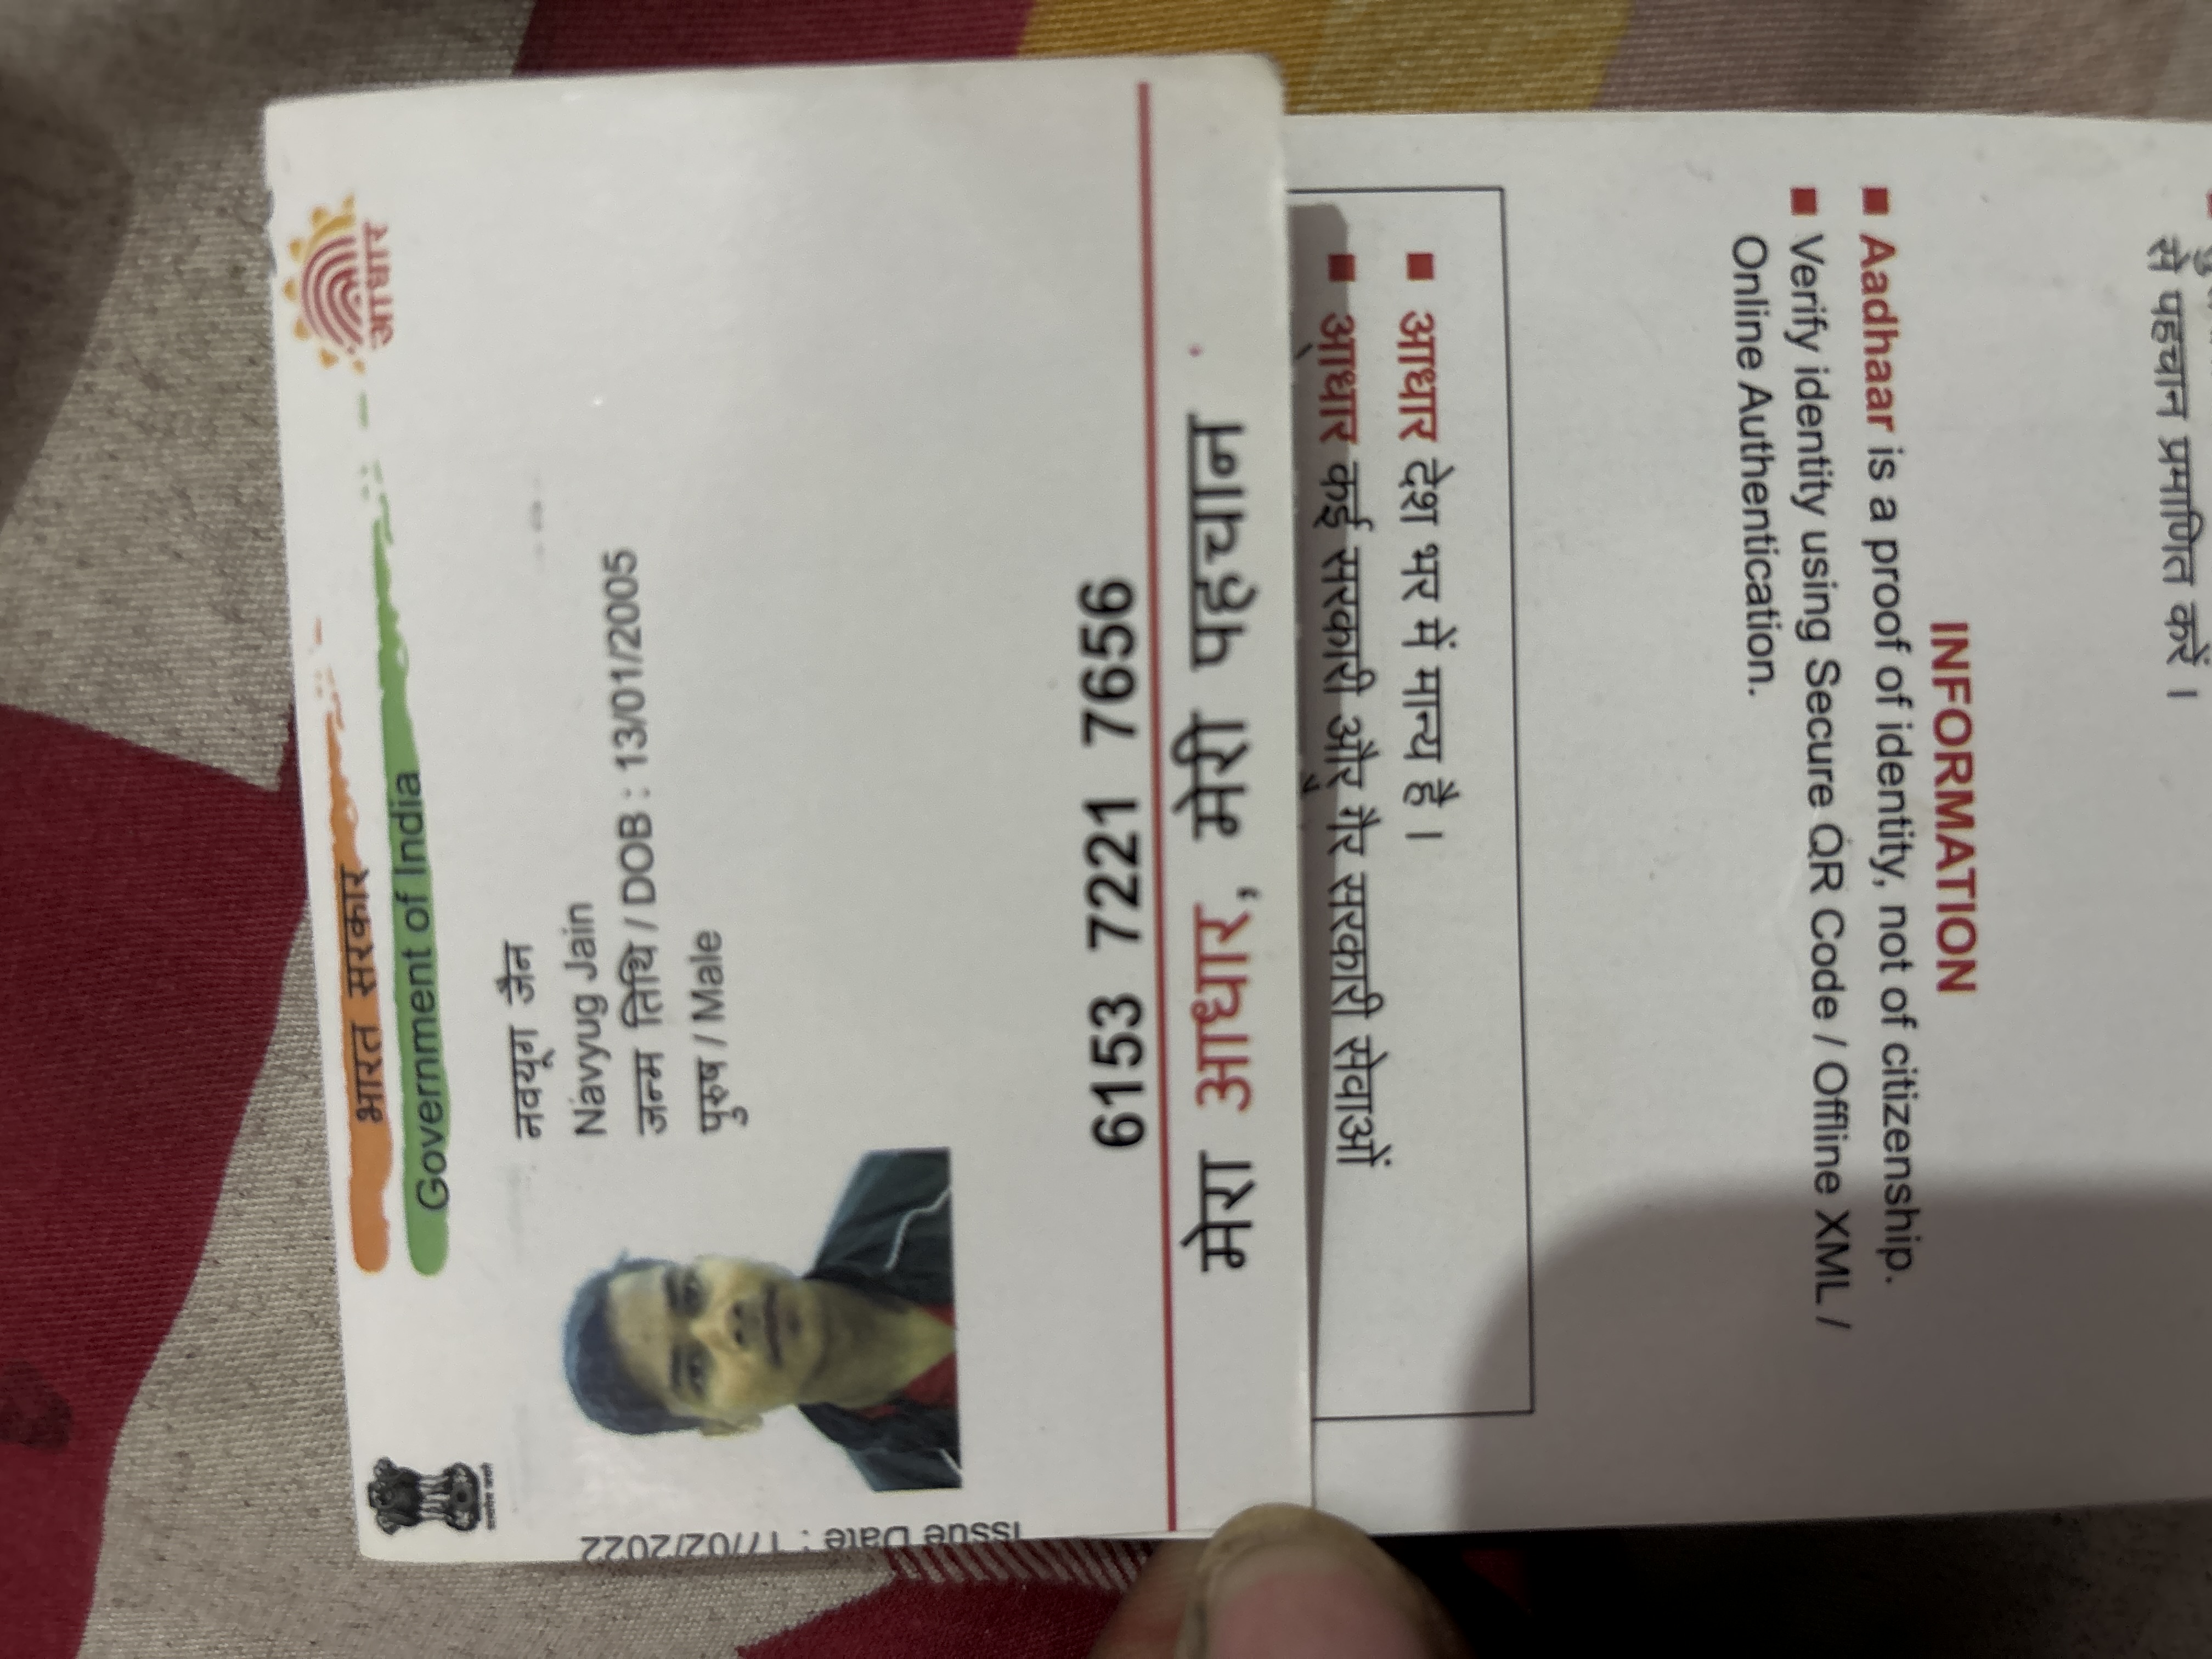 भारत सरकार
Government of India
आधार
नवयुग जैन
Navyug Jain
जन्म तिथि / DOB : 13/01/2005
पुरुष / Male
Issue Date : 17/02/2022
6153 7221 7656
मेरा आधार, मेरी पहचान
से पहचान प्रमाणित करें ।
INFORMATION
■ Aadhaar is a proof of identity, not of citizenship.
■ Verify identity using Secure QR Code / Offline XML /
Online Authentication.
■ आधार देश भर में मान्य है ।
■ आधार कई सरकारी और गैर सरकारी सेवाओं